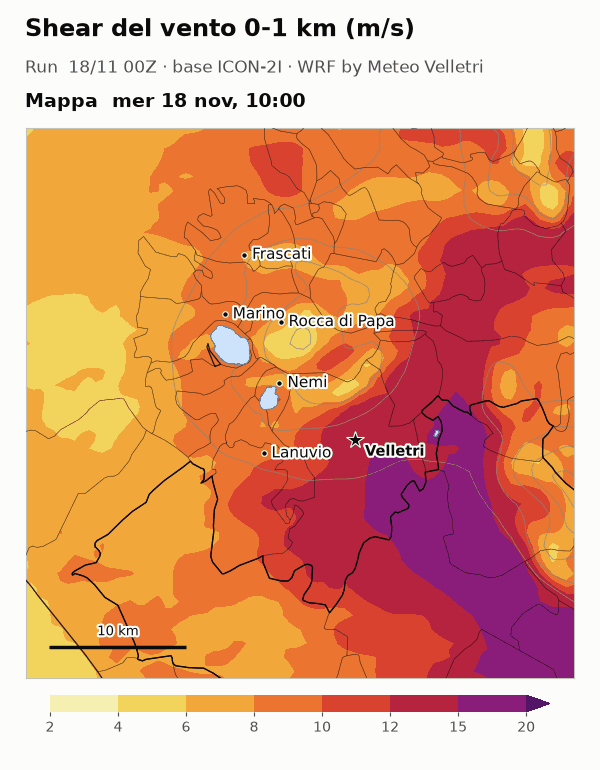 Shear del vento 0-1 km (m/s)
Run  18/11 00Z · base ICON-2I · WRF by Meteo Velletri
Mappa  mer 18 nov, 10:00
Frascati
Marino
Rocca di Papa
Nemi
Velletri
Lanuvio
10 km
2 4 6 8 10 12 15 20